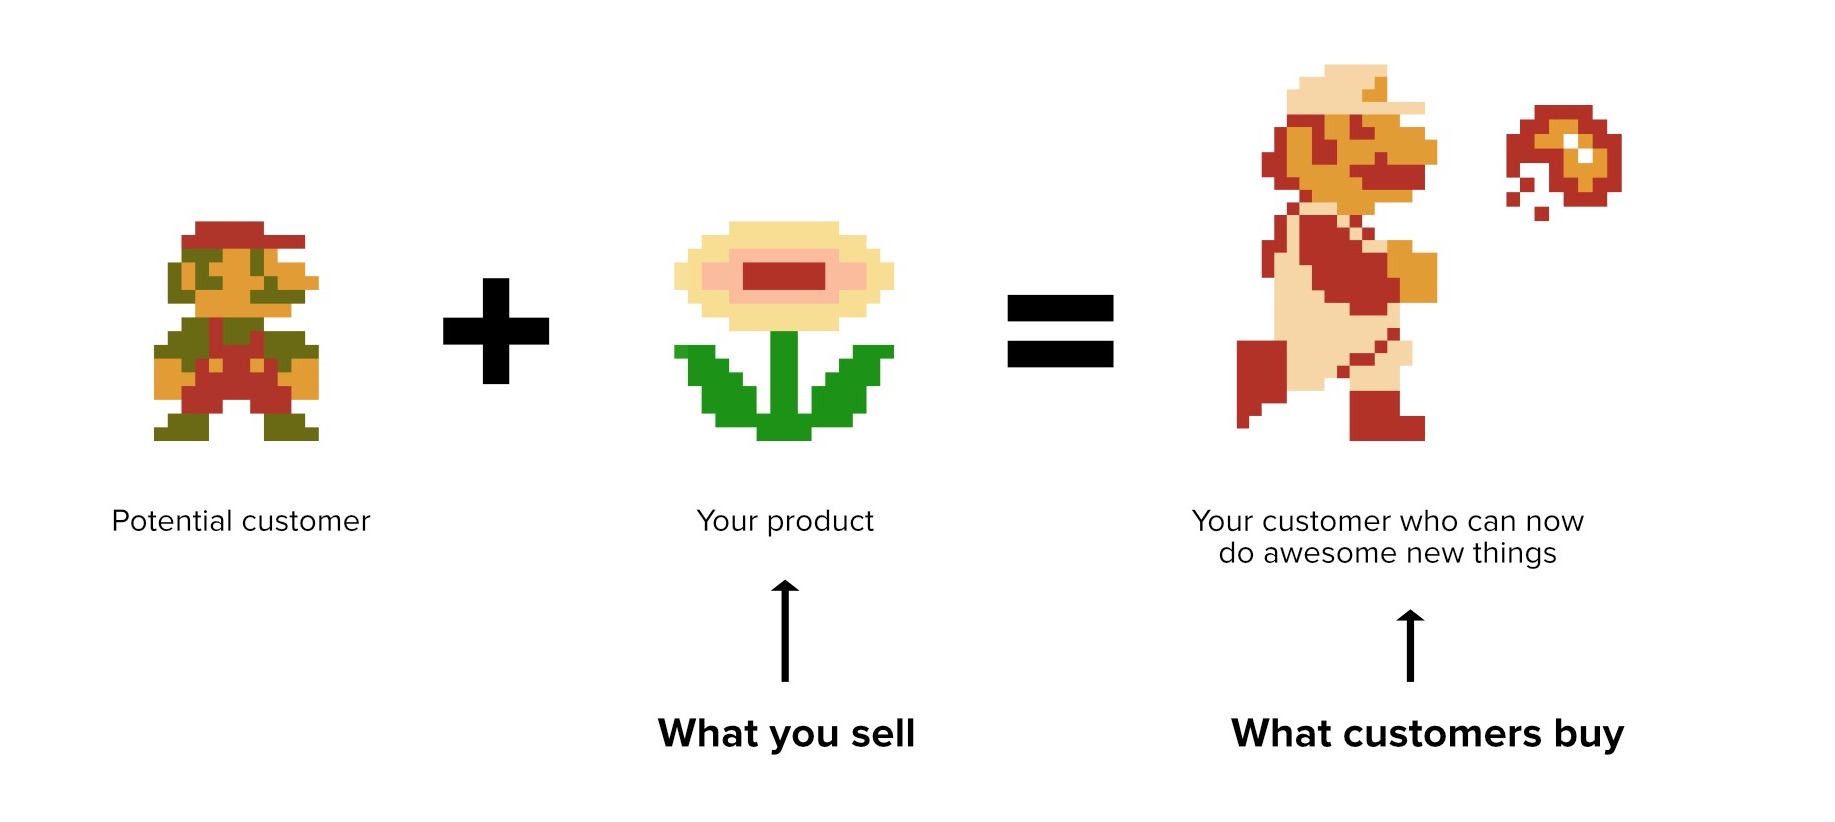 Potential customer
Your product
Your customer who can now
do awesome new things
What you sell
What customers buy